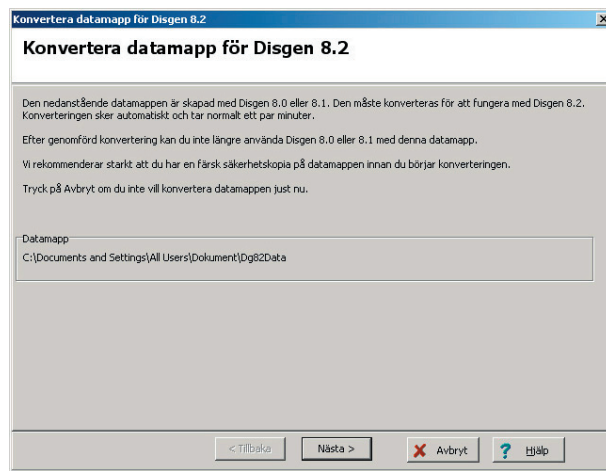 Konvertera datamapp för Disgen 8.2
Konvertera datamapp för Disgen 8.2
Den nedanstående datamappen är skapad med Disgen 8.0 eller 8.1. Den måste konverteras för att fungera med Disgen 8.2.
Konverteringen sker automatiskt och tar normalt ett par minuter.
Efter genomförd konvertering kan du inte längre använda Disgen 8.0 eller 8.1 med denna datamapp.
Vi rekommenderar starkt att du har en färsk säkerhetskopia på datamappen innan du börjar konverteringen.
Tryck på Avbryt om du inte vill konvertera datamappen just nu.
Datamapp
C:\Documents and Settings\All Users\Dokument\Dg82Data
< Tillbaka Nästa > Avbryt ? Hjälp